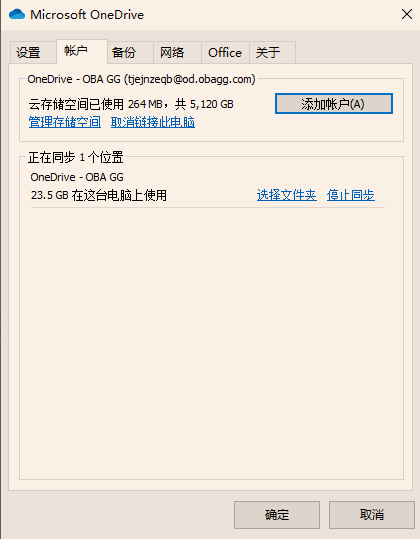 Microsoft OneDrive
设置 帐户 备份 网络 Office 关于
OneDrive - OBA GG (tjejnzeqb@od.obagg.com)
云存储空间已使用 264 MB，共 5,120 GB 添加帐户(A)
管理存储空间 取消链接此电脑
正在同步 1 个位置
OneDrive - OBA GG
23.5 GB 在这台电脑上使用 选择文件夹 停止同步
确定 取消